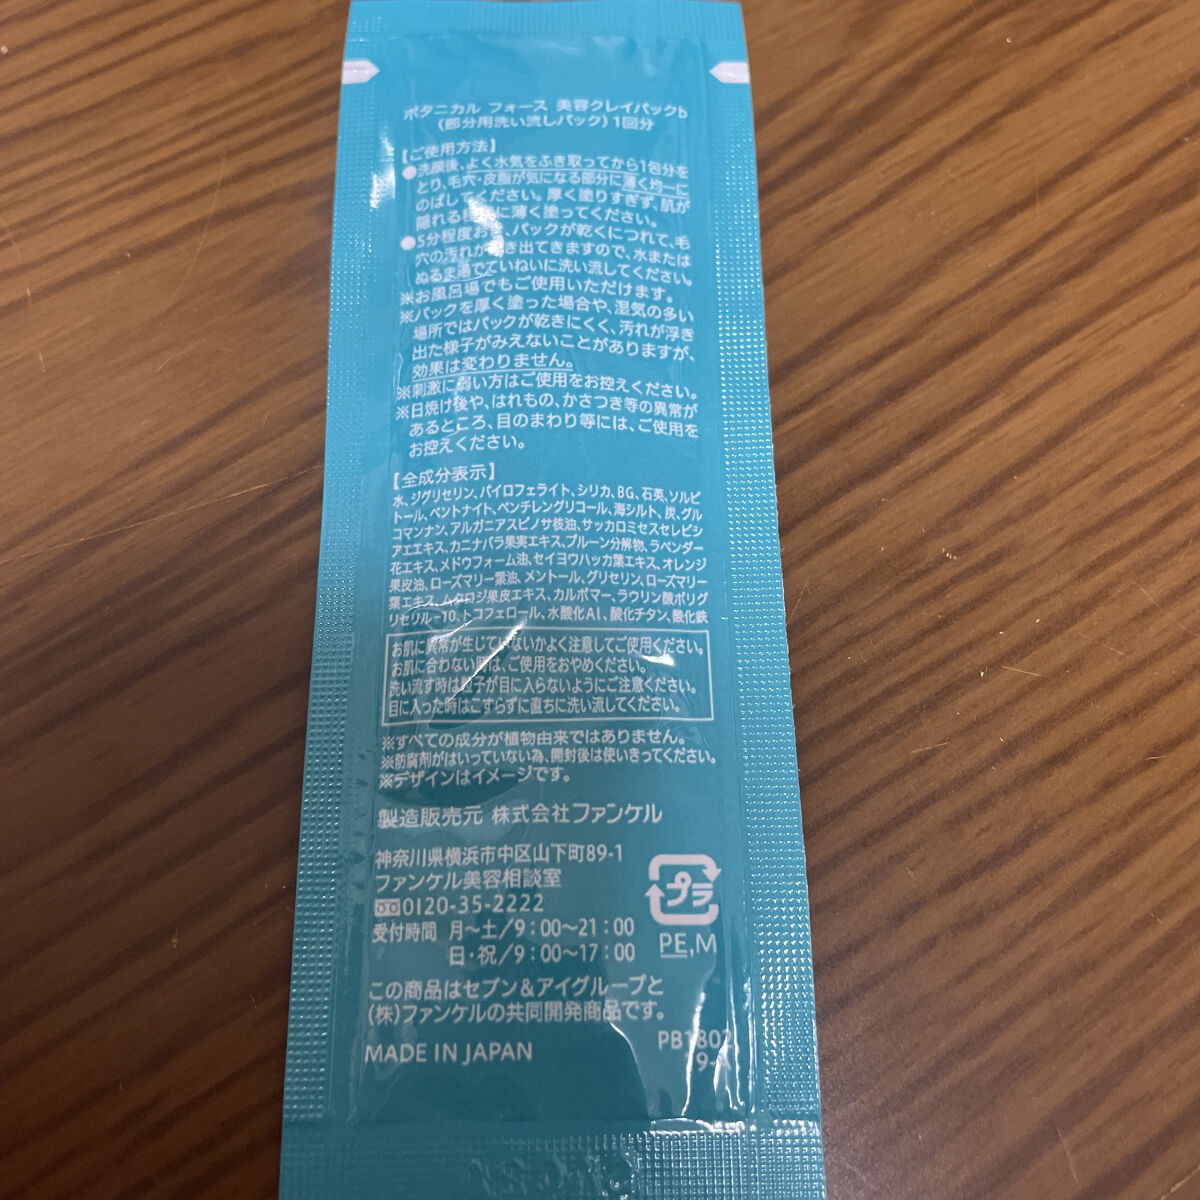 ボタニカル フォース 美容クレイパックb
（部分用洗い流しパック）1回分
【ご使用方法】
●洗顔後、よく水気をふき取ってから1包分を
とり、毛穴・皮脂が気になる部分に薄く均一に
のばしてください。厚く塗りすぎず、肌が
隠れる程度に薄く塗ってください。
●5分程度おき、パックが乾くにつれて、毛
穴の汚れが浮き出てきますので、水または
ぬるま湯でていねいに洗い流してください。
※お風呂場でもご使用いただけます。
※パックを厚く塗った場合や、湿気の多い
場所ではパックが乾きにくく、汚れが浮き
出た様子がみえないことがありますが、
効果は変わりません。
※刺激に弱い方はご使用をお控えください。
※日焼け後や、はれもの、かさつき等の異常が
あるところ、目のまわり等には、ご使用を
お控えください。
【全成分表示】
水、ジグリセリン、パイロフェライト、シリカ、BG、石英、ソルビ
トール、ベントナイト、ペンチレングリコール、海シルト、炭、グル
コマンナン、アルガニアスピノサ核油、サッカロミセスセレビシ
アエエキス、カニナバラ果実エキス、プルーン分解物、ラベンダー
花エキス、メドウフォーム油、セイヨウハッカ葉エキス、オレンジ
果皮油、ローズマリー葉油、メントール、グリセリン、ローズマリー
葉エキス、ムクロジ果皮エキス、カルボマー、ラウリン酸ポリグ
リセリル-10、トコフェロール、水酸化Al、酸化チタン、酸化鉄
お肌に異常が生じていないかよく注意してご使用ください。
お肌に合わない時は、ご使用をおやめください。
洗い流す時は粒子が目に入らないようにご注意ください。
目に入った時はこすらずに直ちに洗い流してください。
※すべての成分が植物由来ではありません。
※防腐剤がはいっていない為、開封後は使いきってください。
※デザインはイメージです。
製造販売元 株式会社ファンケル
神奈川県横浜市中区山下町89-1
ファンケル美容相談室
0120-35-2222
受付時間 月～土／9：00～21：00
日・祝／9：00～17：00
プラ
PE,M
この商品はセブン＆アイグループと
（株）ファンケルの共同開発商品です。
MADE IN JAPAN